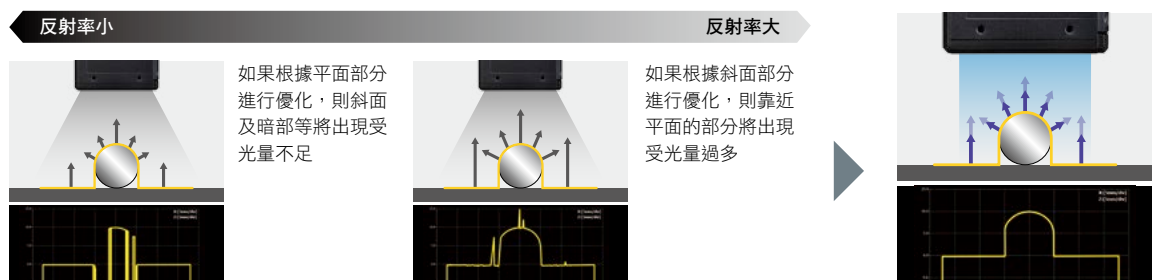 反射率小
反射率大
如果根據平面部分
進行優化，則斜面
及暗部等將出現受
光量不足
如果根據斜面部分
進行優化，則靠近
平面的部分將出現
受光量過多